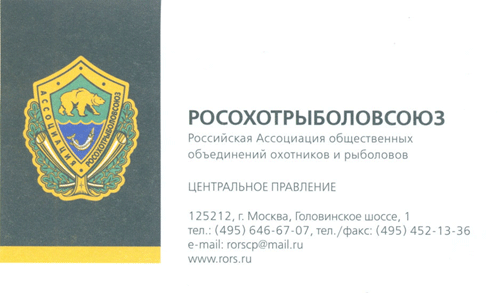 АССОЦИАЦИЯ
РОСОХОТРЫБОЛОВСОЮЗ
РОСОХОТРЫБОЛОВСОЮЗ
Российская Ассоциация общественных
объединений охотников и рыболовов
ЦЕНТРАЛЬНОЕ ПРАВЛЕНИЕ
125212, г. Москва, Головинское шоссе, 1
тел.: (495) 646-67-07, тел./факс: (495) 452-13-36
e-mail: rorscp@mail.ru
www.rors.ru